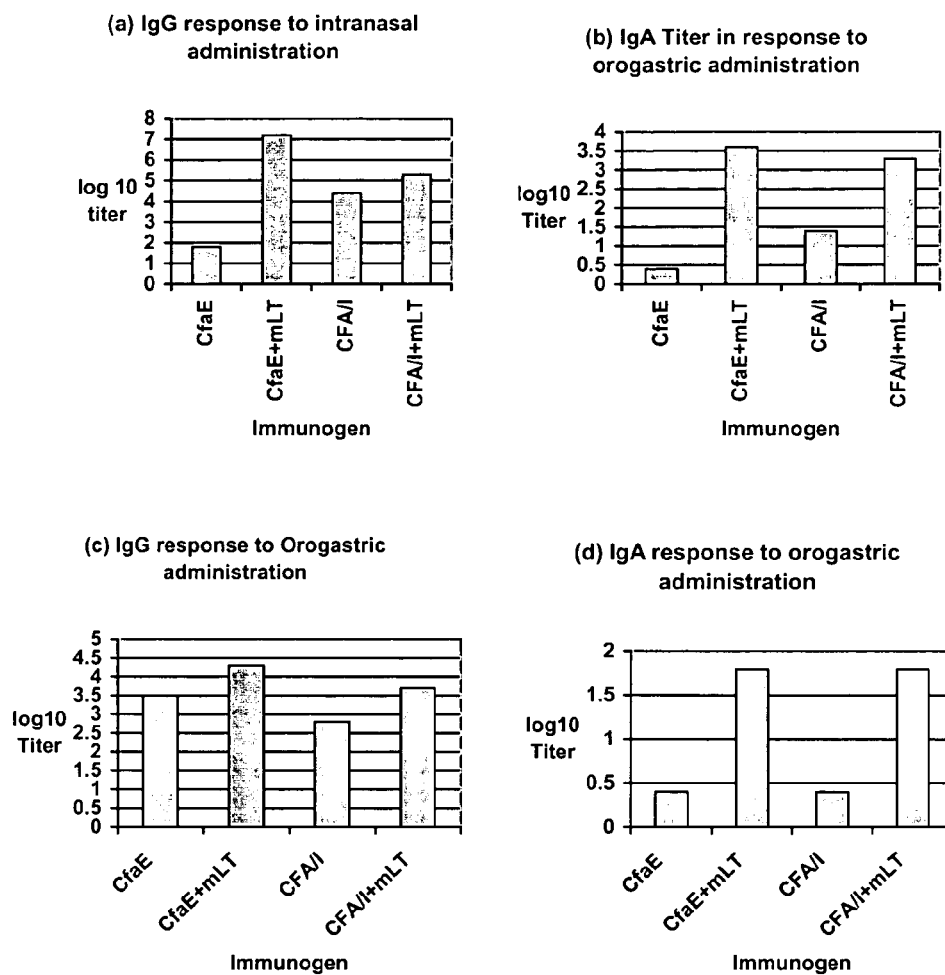 (a) IgG response to intranasal
administration
8
7
6
5
4
3
2
1
0
log 10
titer
CfaE
CfaE+mLT
CFA/I
CFA/I+mLT
Immunogen
(b) IgA Titer in response to
orogastric administration
4
3.5
3
2.5
2
1.5
1
0.5
0
log10
Titer
CfaE
CfaE+mLT
CFA/I
CFA/I+mLT
Immunogen
(c) IgG response to Orogastric
administration
5
4.5
4
3.5
3
2.5
2
1.5
1
0.5
0
log10
Titer
CfaE
CfaE+mLT
CFA/I
CFA/I+mLT
Immunogen
(d) IgA response to orogastric
administration
2
1.5
1
0.5
0
log10
Titer
CfaE
CfaE+mLT
CFA/I
CFA/I+mLT
Immunogen